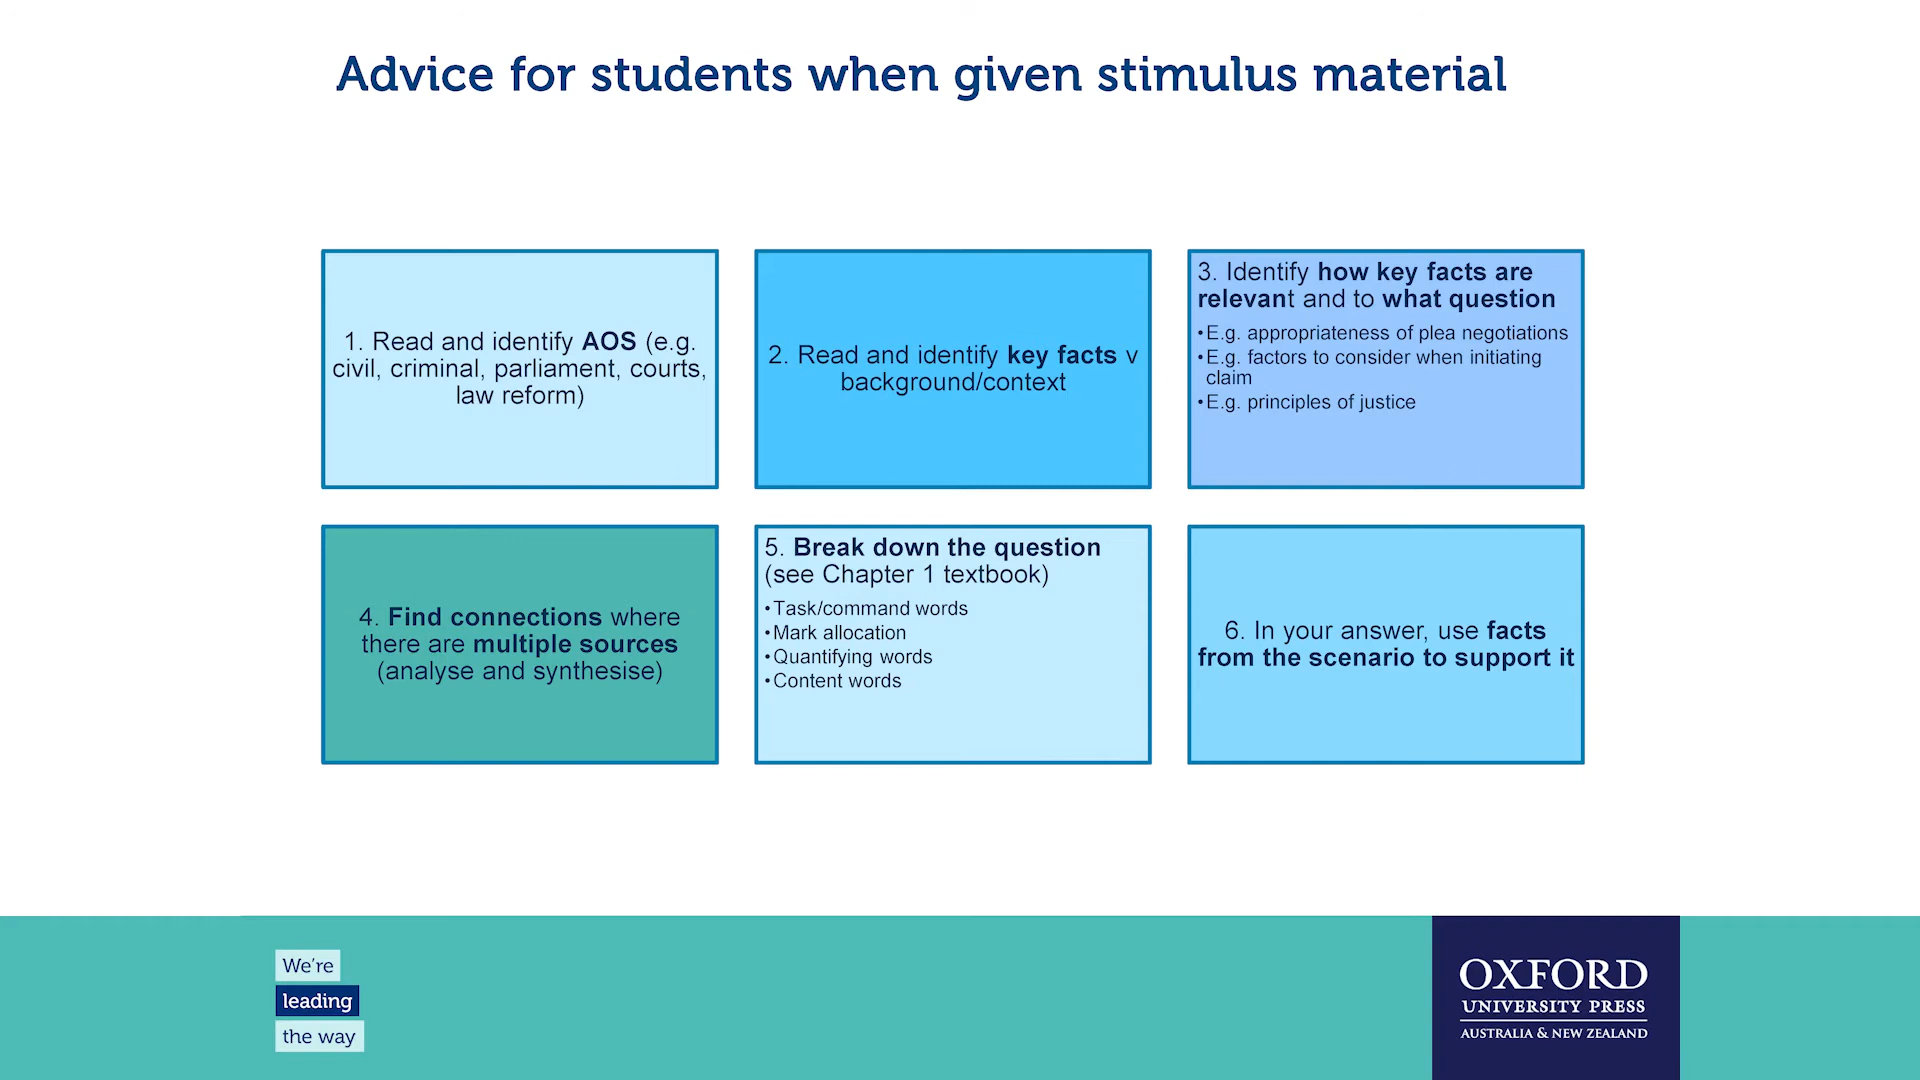 Advice for students when given stimulus material
1. Read and identify AOS (e.g.
civil, criminal, parliament, courts,
law reform)
2. Read and identify key facts v
background/context
3. Identify how key facts are
relevant and to what question
•E.g. appropriateness of plea negotiations
•E.g. factors to consider when initiating
claim
•E.g. principles of justice
4. Find connections where
there are multiple sources
(analyse and synthesise)
5. Break down the question
(see Chapter 1 textbook)
•Task/command words
•Mark allocation
•Quantifying words
•Content words
6. In your answer, use facts
from the scenario to support it
We're
leading
the way
OXFORD
UNIVERSITY PRESS
AUSTRALIA & NEW ZEALAND